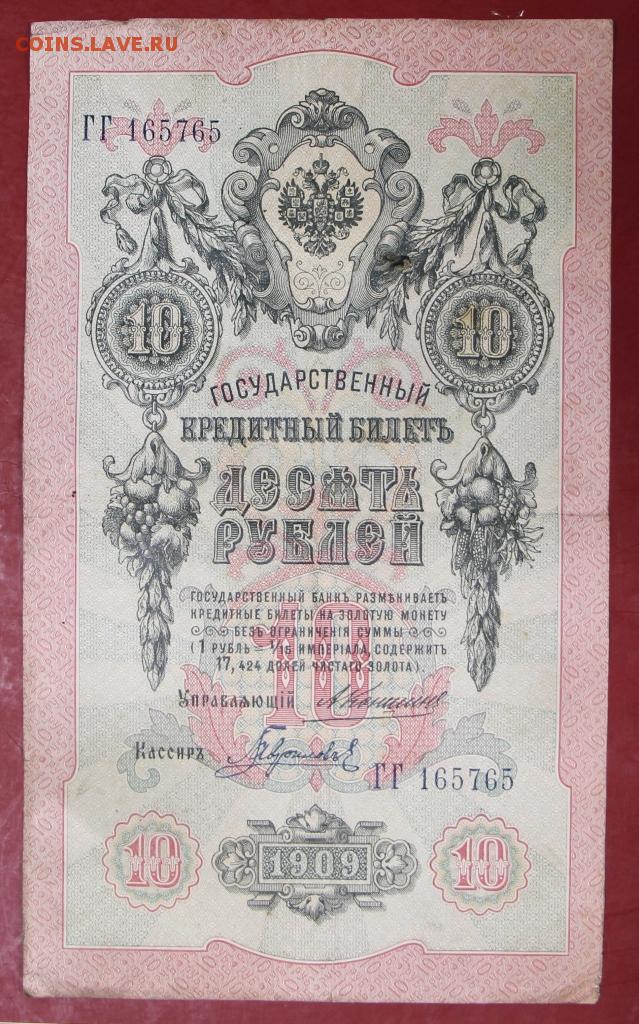 COINS.LAVE.RU
ГГ 165765
10 10
ГОСУДАРСТВЕННЫЙ
КРЕДИТНЫЙ БИЛЕТЪ
ДЕСЯТЬ
РУБЛЕЙ
ГОСУДАРСТВЕННЫЙ БАНКЪ РАЗМѢНИВАЕТЪ
КРЕДИТНЫЕ БИЛЕТЫ НА ЗОЛОТУЮ МОНЕТУ
БЕЗЪ ОГРАНИЧЕНІЯ СУММЫ
(1 РУБЛЬ = 1/15 ИМПЕРІАЛА, СОДЕРЖИТЪ
17,424 ДОЛЕЙ ЧИСТАГО ЗОЛОТА).
10
УПРАВЛЯЮЩІЙ АКоншинъ
КАССИРЪ
ГГ 165765
10 1909 10